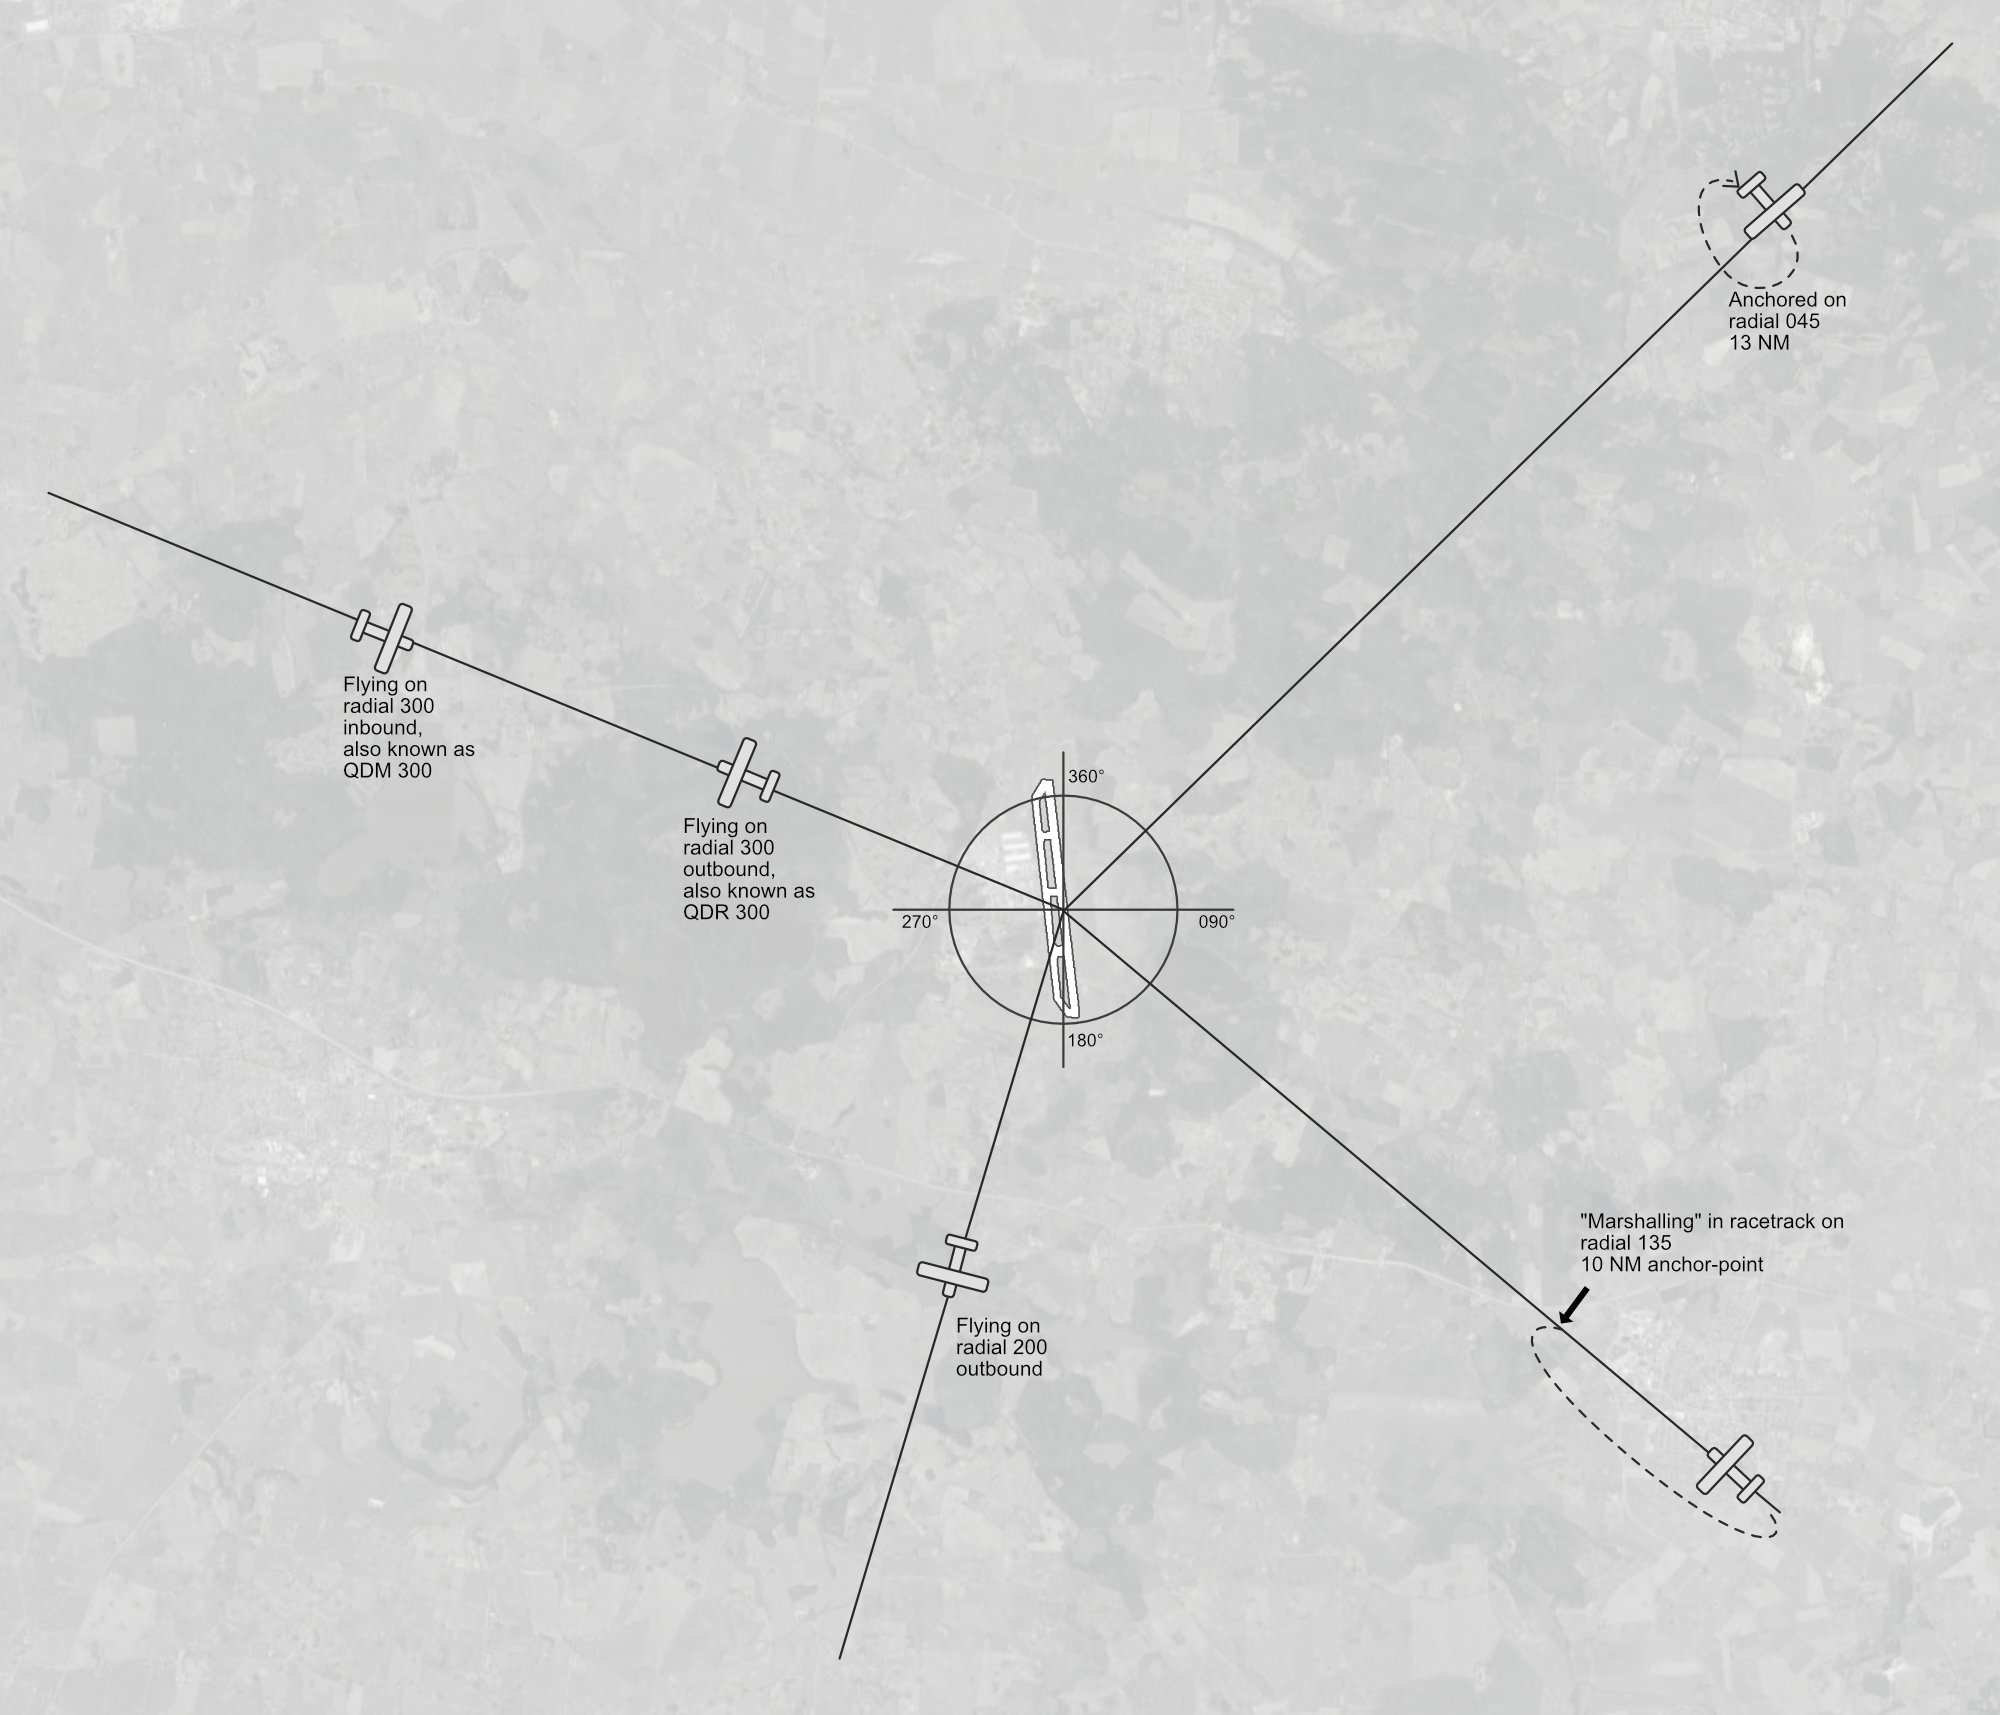 Anchored on
radial 045
13 NM
Flying on
radial 300
inbound,
also known as
QDM 300
Flying on
radial 300
outbound,
also known as
QDR 300
360°
270°
090°
180°
"Marshalling" in racetrack on
radial 135
10 NM anchor-point
Flying on
radial 200
outbound